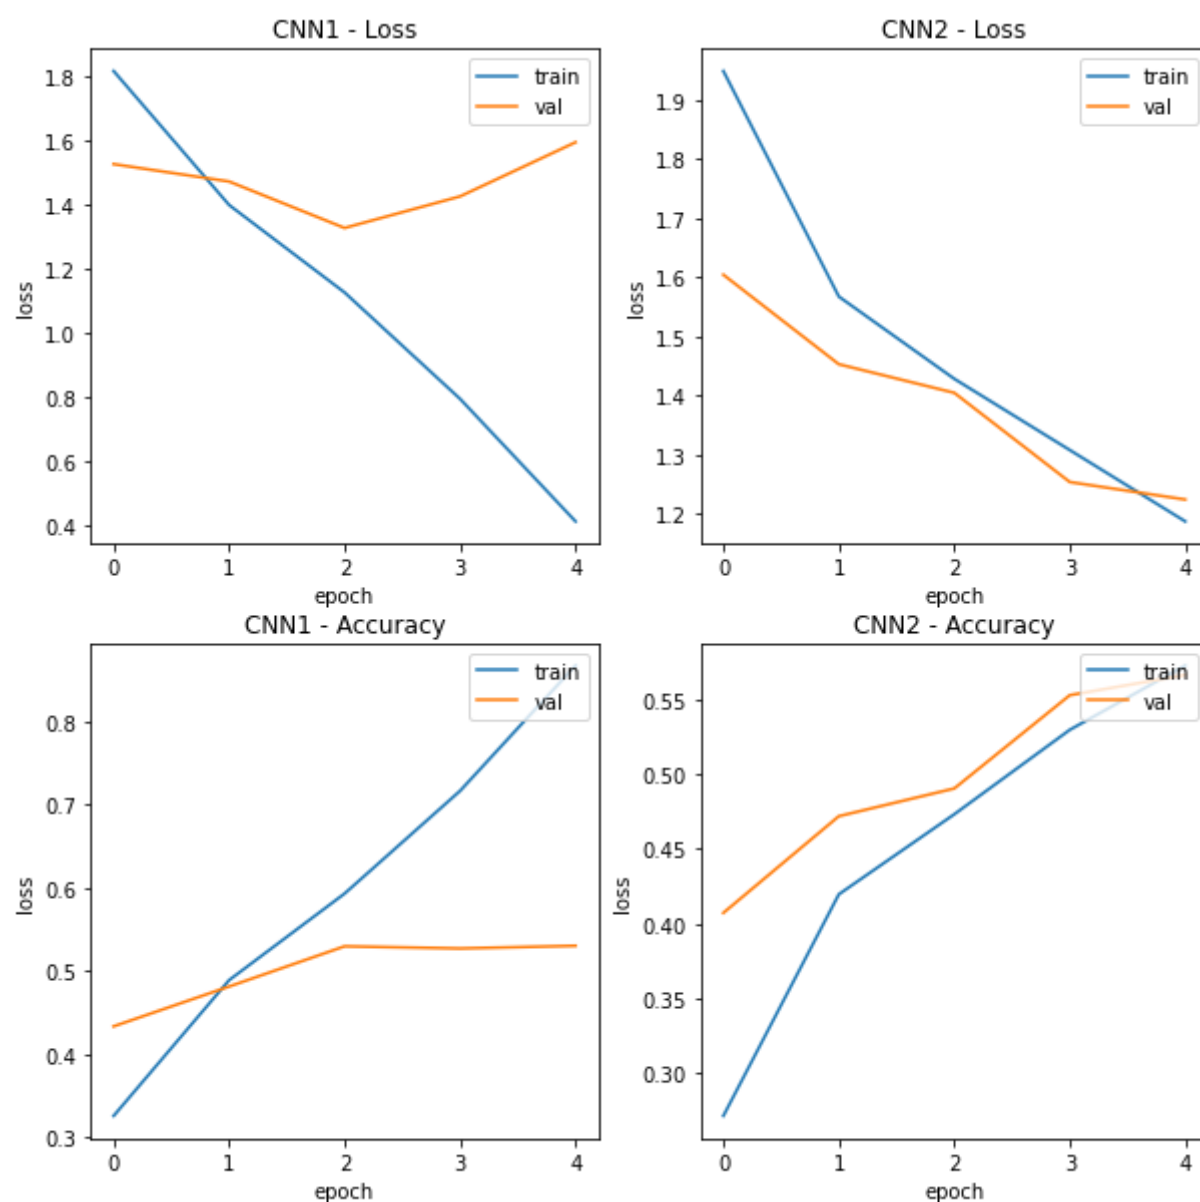 CNN1 - Loss
train
val
1.8
1.6
1.4
1.2
1.0
0.8
0.6
0.4
loss
0 1 2 3 4
epoch
CNN2 - Loss
train
val
1.9
1.8
1.7
1.6
1.5
1.4
1.3
1.2
loss
0 1 2 3 4
epoch
CNN1 - Accuracy
train
val
0.8
0.7
0.6
0.5
0.4
0.3
loss
0 1 2 3 4
epoch
CNN2 - Accuracy
train
val
0.55
0.50
0.45
0.40
0.35
0.30
loss
0 1 2 3 4
epoch